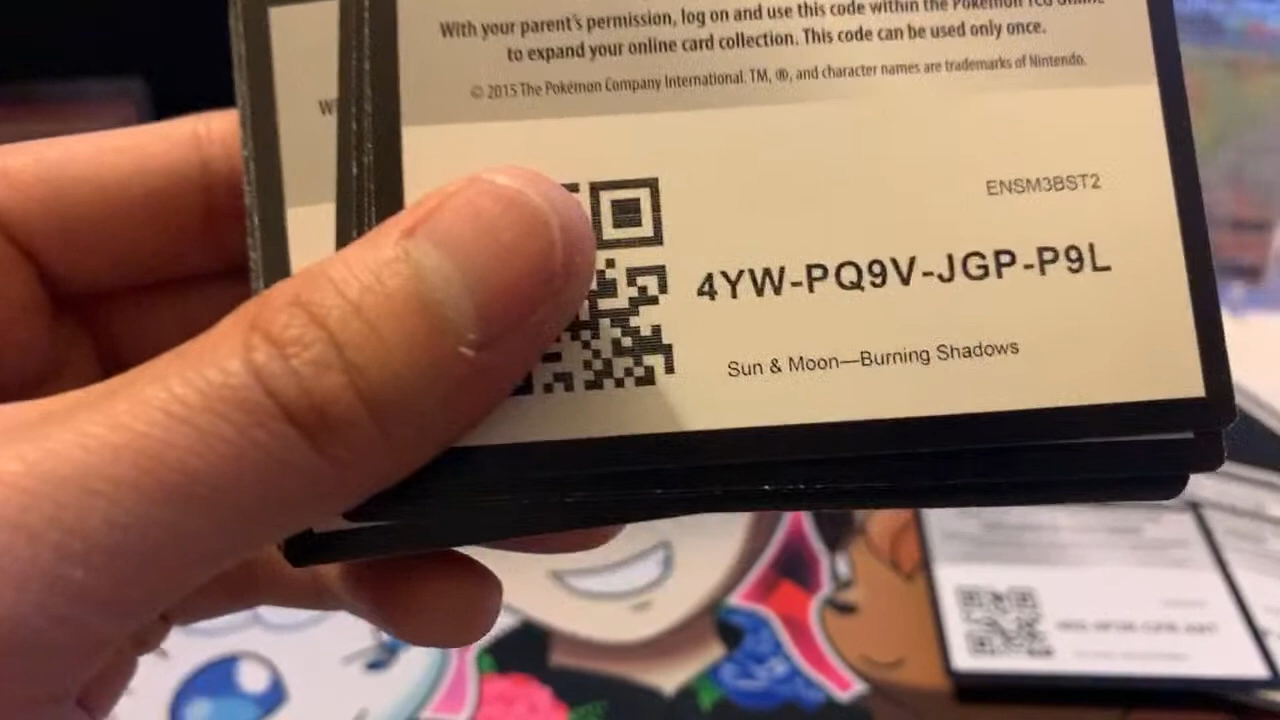 With your parent's permission, log on and use this code within the Pokémon TCG Online
to expand your online card collection. This code can be used only once.
© 2015 The Pokémon Company International. TM, ®, and character names are trademarks of Nintendo.
ENSM3BST2
4YW-PQ9V-JGP-P9L
Sun & Moon—Burning Shadows